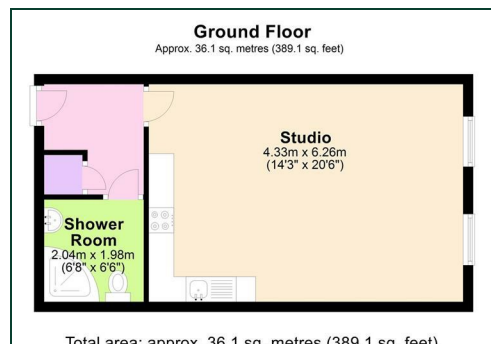 Ground Floor
Approx. 36.1 sq. metres (389.1 sq. feet)
Studio
4.33m x 6.26m
(14'3" x 20'6")
Shower
Room
2.04m x 1.98m
(6'8" x 6'6")
Total area: approx. 36.1 sq. metres (389.1 sq. feet)